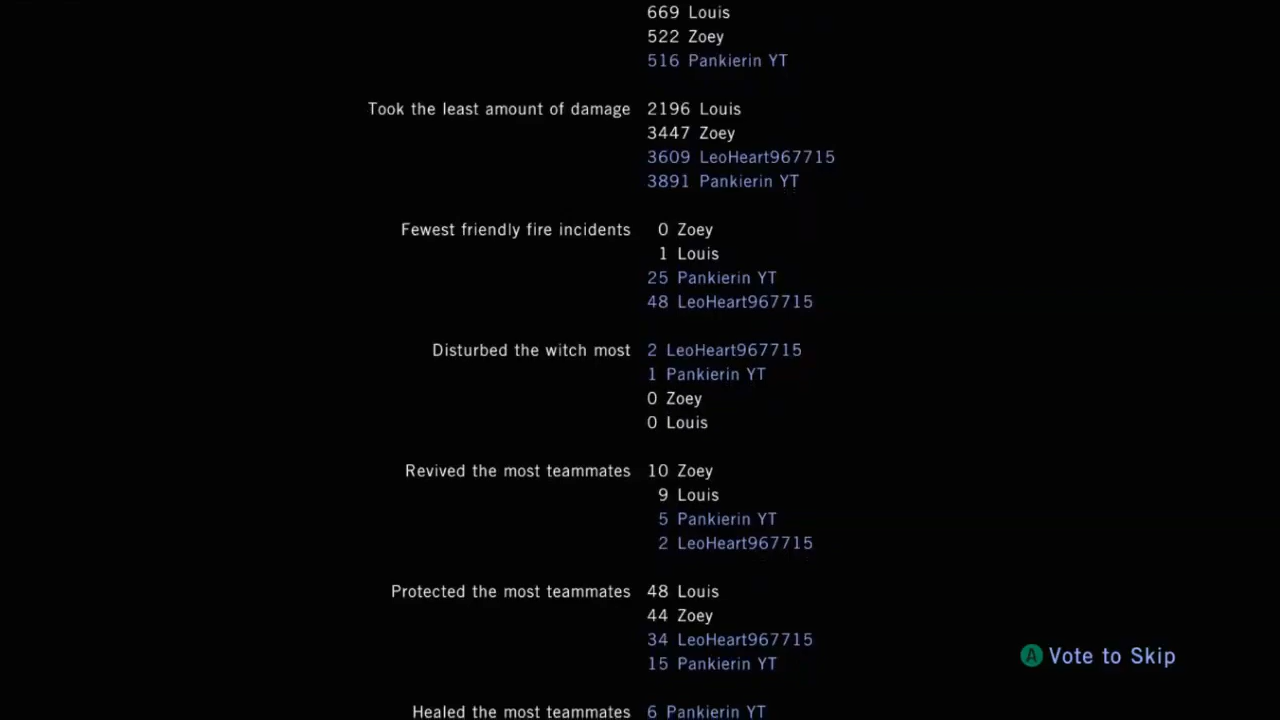 669 Louis
522 Zoey
516 Pankierin YT
Took the least amount of damage 2196 Louis
3447 Zoey
3609 LeoHeart967715
3891 Pankierin YT
Fewest friendly fire incidents 0 Zoey
1 Louis
25 Pankierin YT
48 LeoHeart967715
Disturbed the witch most 2 LeoHeart967715
1 Pankierin YT
0 Zoey
0 Louis
Revived the most teammates 10 Zoey
9 Louis
5 Pankierin YT
2 LeoHeart967715
Protected the most teammates 48 Louis
44 Zoey
34 LeoHeart967715
15 Pankierin YT
A Vote to Skip
Healed the most teammates 6 Pankierin YT